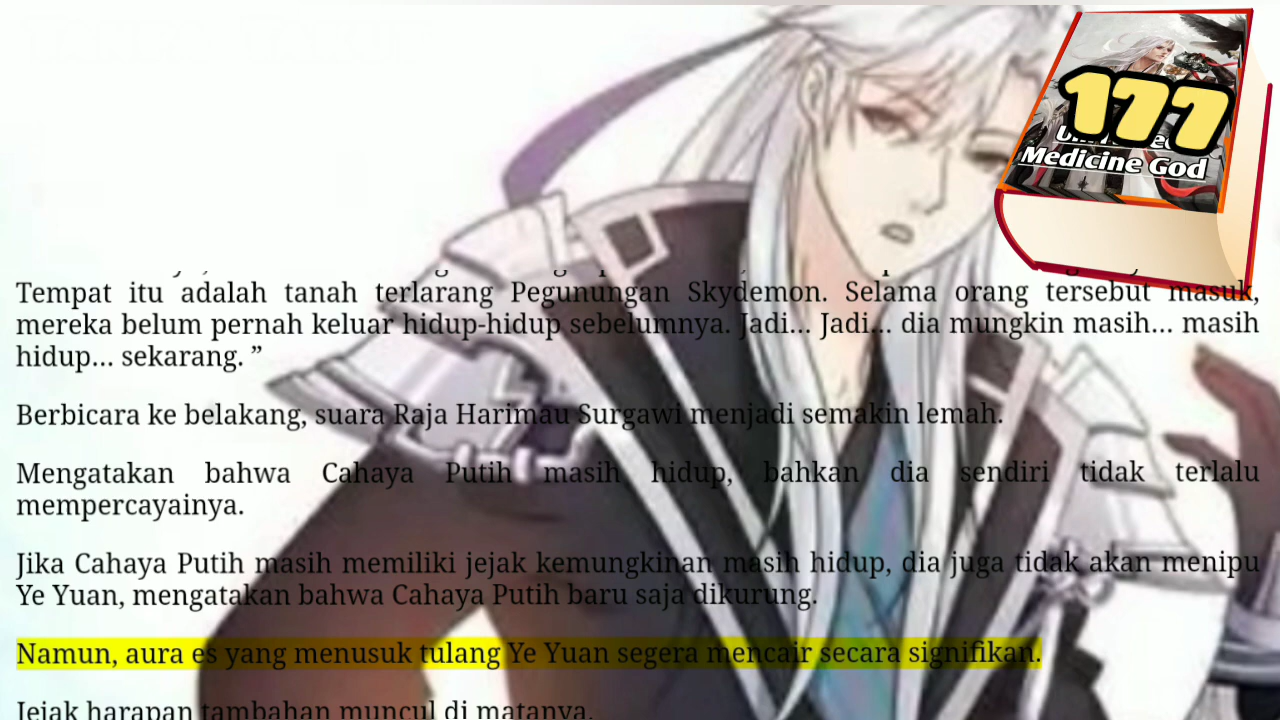 177
Medicine God
Tempat itu adalah tanah terlarang Pegunungan Skydemon. Selama orang tersebut masuk,
mereka belum pernah keluar hidup-hidup sebelumnya. Jadi… Jadi… dia mungkin masih… masih
hidup… sekarang. ”
Berbicara ke belakang, suara Raja Harimau Surgawi menjadi semakin lemah.
Mengatakan bahwa Cahaya Putih masih hidup, bahkan dia sendiri tidak terlalu
mempercayainya.
Jika Cahaya Putih masih memiliki jejak kemungkinan masih hidup, dia juga tidak akan menipu
Ye Yuan, mengatakan bahwa Cahaya Putih baru saja dikurung.
Namun, aura es yang menusuk tulang Ye Yuan segera mencair secara signifikan.
Jejak harapan tambahan muncul di matanya.